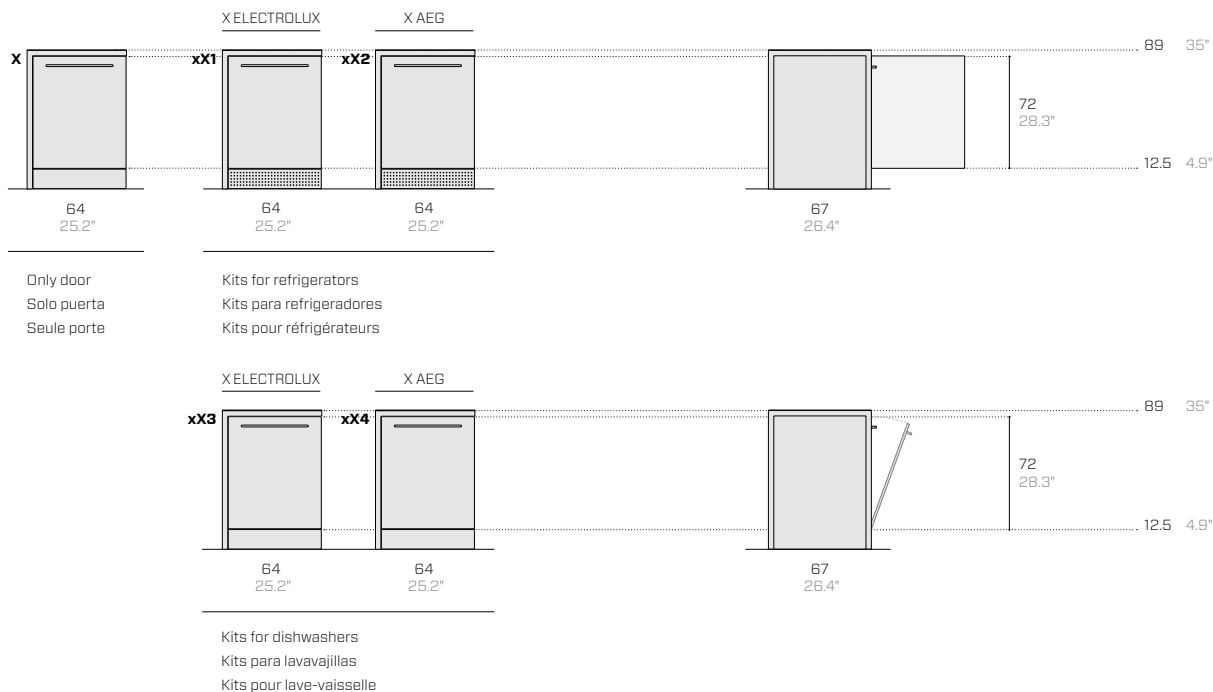 X ELECTROLUX X AEG
X xX1 xX2
89 35"
72
28.3"
12.5 4.9"
64 64 64 67
25.2" 25.2" 25.2" 26.4"
Only door
Solo puerta
Seule porte
Kits for refrigerators
Kits para refrigeradores
Kits pour réfrigérateurs
X ELECTROLUX X AEG
xX3 xX4
89 35"
72
28.3"
12.5 4.9"
64 64 67
25.2" 25.2" 26.4"
Kits for dishwashers
Kits para lavavajillas
Kits pour lave-vaisselle